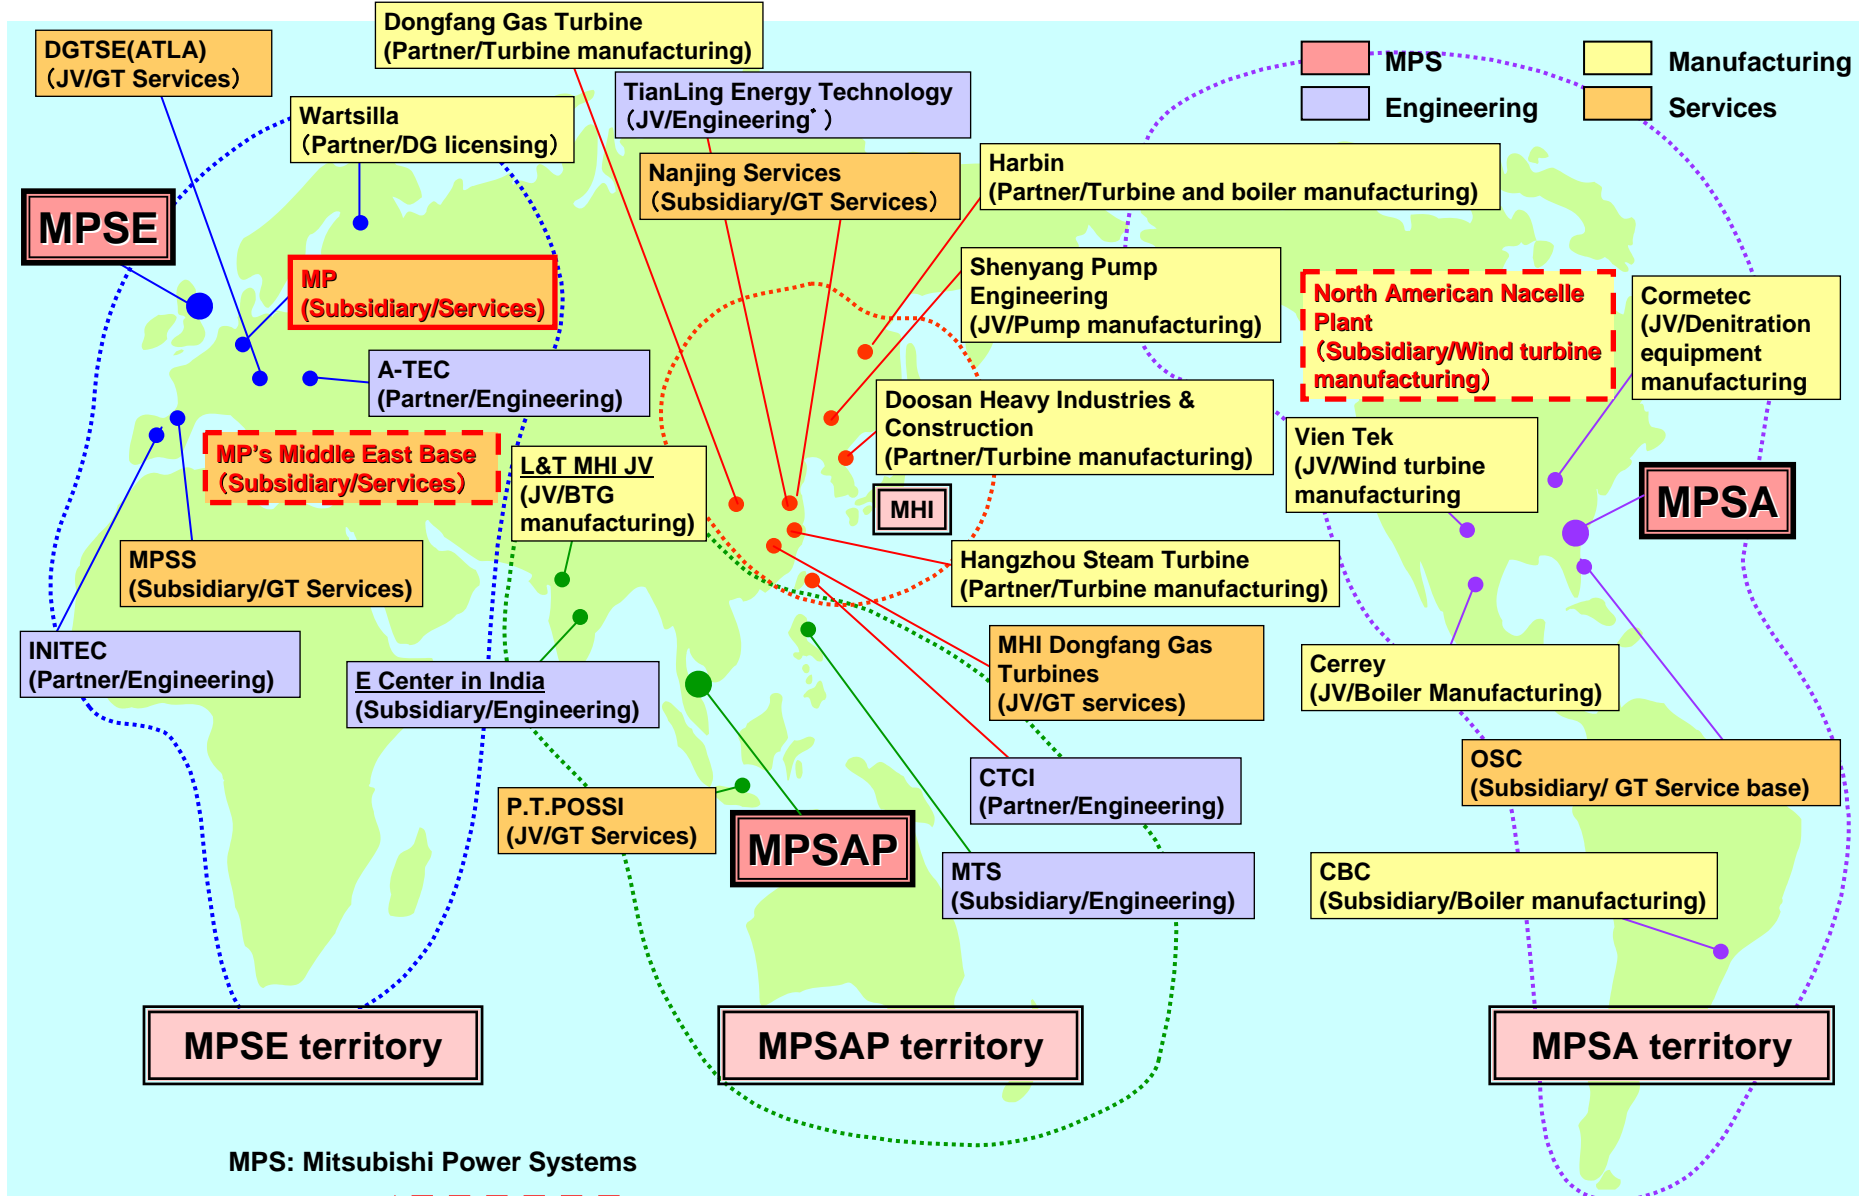 Dongfang Gas Turbine
(Partner/Turbine manufacturing)
DGTSE(ATLA)
（JV/GT Services）
MPS
Manufacturing
Engineering
Services
TianLing Energy Technology
（JV/Engineering ）
Wartsilla
（Partner/DG licensing）
Nanjing Services
（Subsidiary/GT Services）
Harbin
(Partner/Turbine and boiler manufacturing)
MPSE
MP
(Subsidiary/Services)
Shenyang Pump
Engineering
(JV/Pump manufacturing)
North American Nacelle
Plant
（Subsidiary/Wind turbine
manufacturing）
Cormetec
(JV/Denitration
equipment
manufacturing
A-TEC
(Partner/Engineering)
Doosan Heavy Industries &
Construction
(Partner/Turbine manufacturing)
Vien Tek
(JV/Wind turbine
manufacturing
MP's Middle East Base
（Subsidiary/Services）
L&T MHI JV
(JV/BTG
manufacturing)
MHI
MPSA
MPSS
(Subsidiary/GT Services)
Hangzhou Steam Turbine
(Partner/Turbine manufacturing)
INITEC
(Partner/Engineering)
E Center in India
(Subsidiary/Engineering)
MHI Dongfang Gas
Turbines
(JV/GT services)
Cerrey
(JV/Boiler Manufacturing)
OSC
(Subsidiary/ GT Service base)
CTCI
(Partner/Engineering)
P.T.POSSI
(JV/GT Services)
MPSAP
MTS
(Subsidiary/Engineering)
CBC
(Subsidiary/Boiler manufacturing)
MPSE territory
MPSAP territory
MPSA territory
MPS: Mitsubishi Power Systems